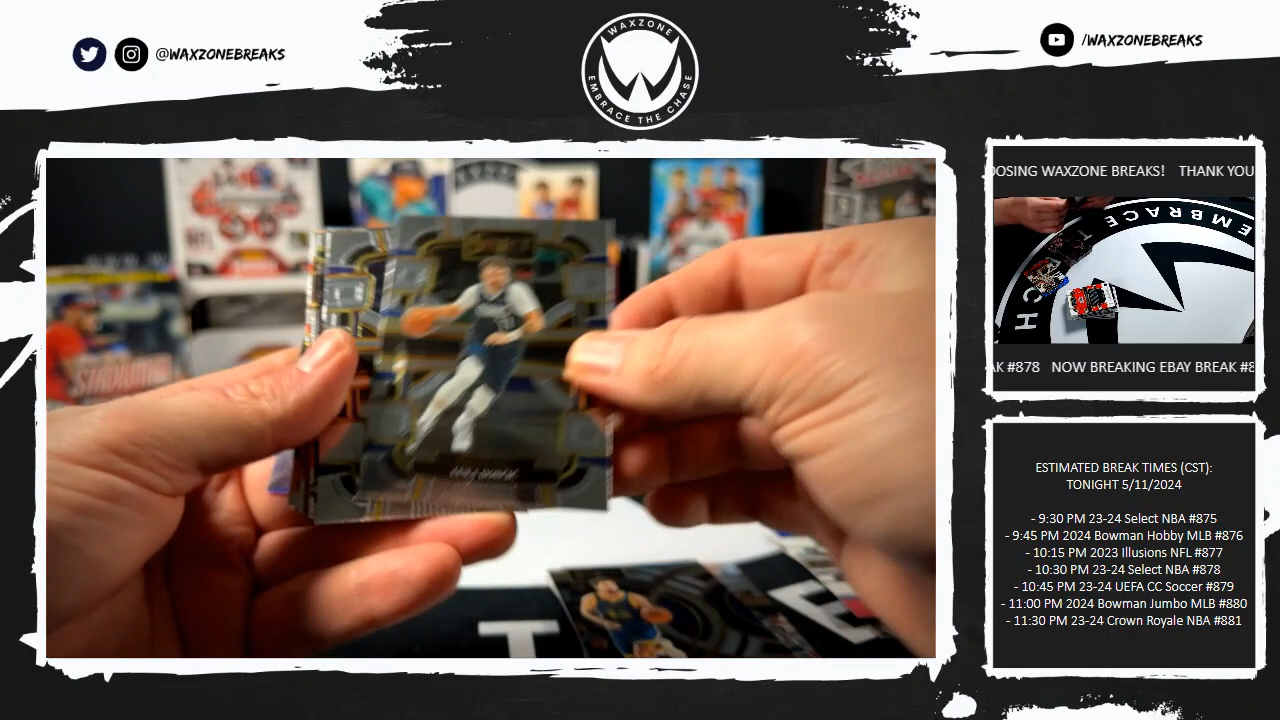 @WAXZONEBREAKS
WAXZONE
EMBRACE THE CHASE
/WAXZONEBREAKS
OSING WAXZONE BREAKS! THANK YOU
EMBRACE
CH
AK #878 NOW BREAKING EBAY BREAK #8
ESTIMATED BREAK TIMES (CST):
TONIGHT 5/11/2024
- 9:30 PM 23-24 Select NBA #875
- 9:45 PM 2024 Bowman Hobby MLB #876
- 10:15 PM 2023 Illusions NFL #877
- 10:30 PM 23-24 Select NBA #878
- 10:45 PM 23-24 UEFA CC Soccer #879
- 11:00 PM 2024 Bowman Jumbo MLB #880
- 11:30 PM 23-24 Crown Royale NBA #881
STADIUM
T
E